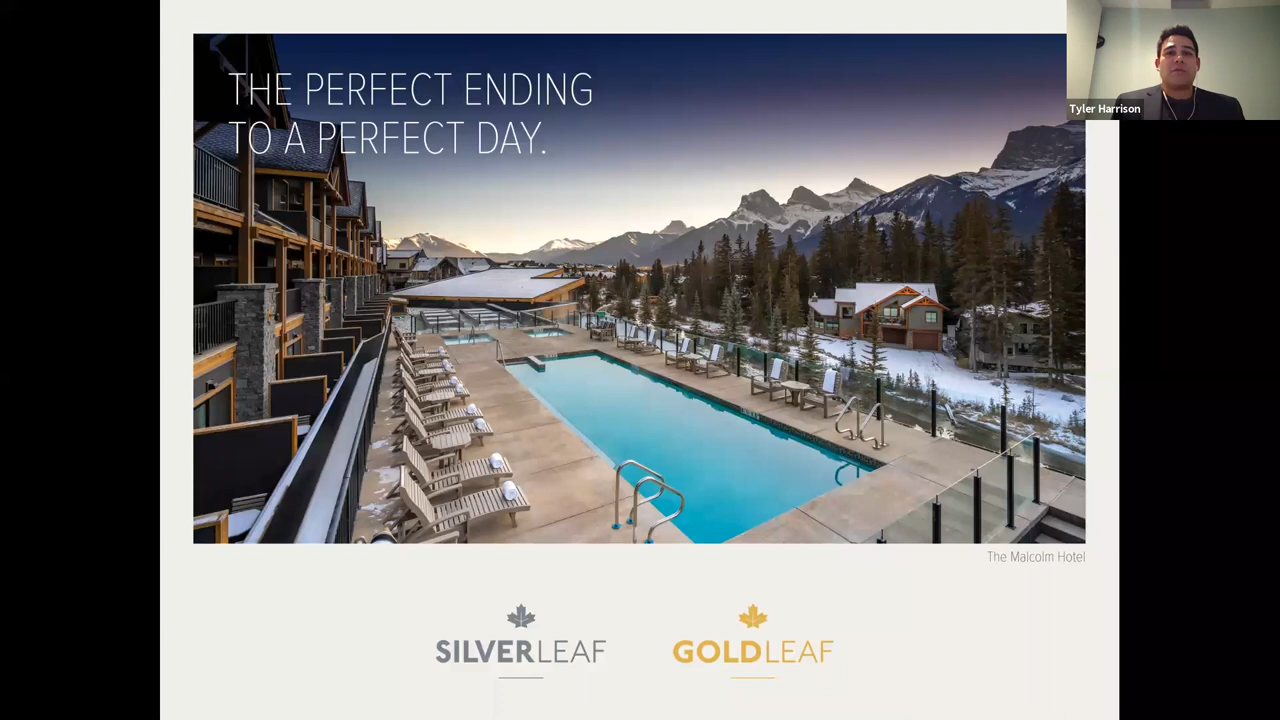 THE PERFECT ENDING
TO A PERFECT DAY.
Tyler Harrison
The Malcolm Hotel
SILVERLEAF
GOLDLEAF